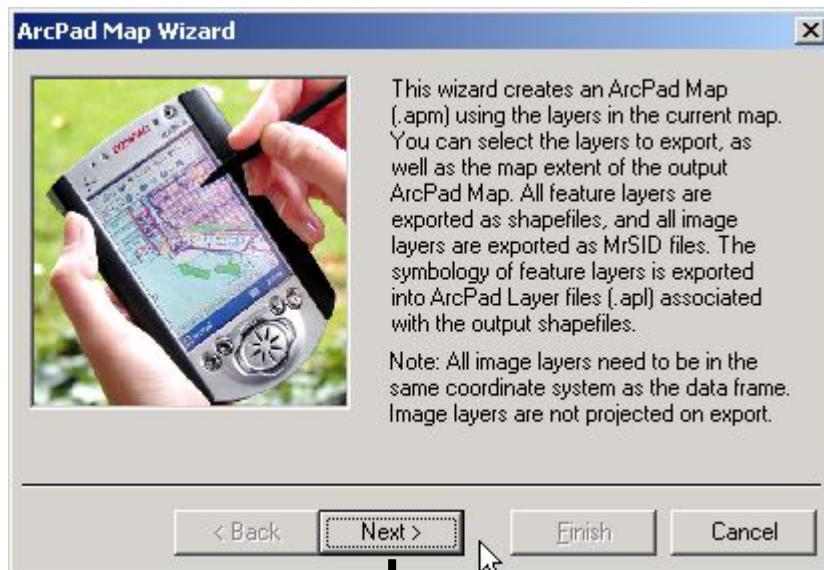 ArcPad Map Wizard
This wizard creates an ArcPad Map
(.apm) using the layers in the current map.
You can select the layers to export, as
well as the map extent of the output
ArcPad Map. All feature layers are
exported as shapefiles, and all image
layers are exported as MrSID files. The
symbology of feature layers is exported
into ArcPad Layer files (.apl) associated
with the output shapefiles.
Note: All image layers need to be in the
same coordinate system as the data frame.
Image layers are not projected on export.
< Back Next > Finish Cancel